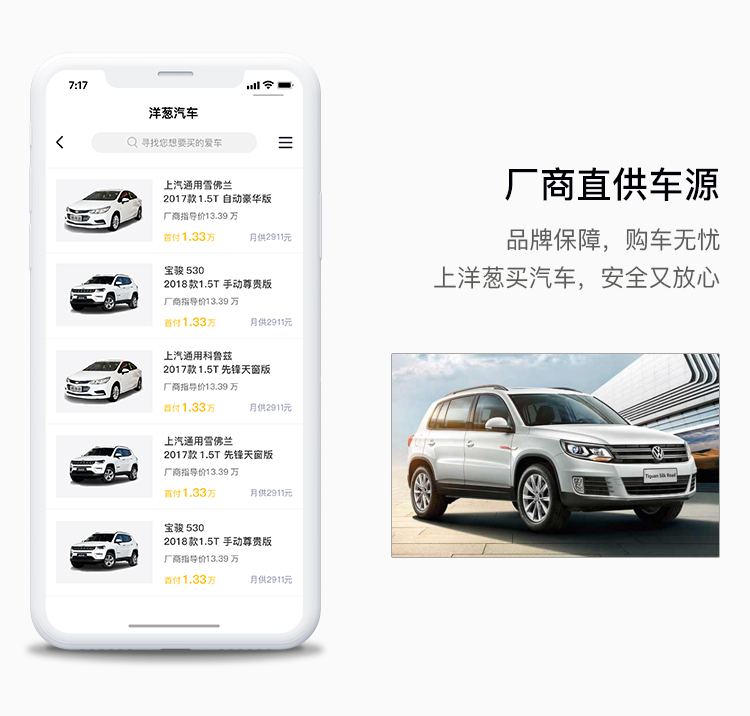 7:17
洋葱汽车
寻找您想要买的爱车
上汽通用雪佛兰
2017款1.5T 自动豪华版
厂商指导价13.39 万
首付1.33万 月供2911元
宝骏 530
2018款1.5T 手动尊贵版
厂商指导价13.39 万
首付1.33万 月供2911元
上汽通用科鲁兹
2017款1.5T 先锋天窗版
厂商指导价13.39 万
首付1.33万 月供2911元
上汽通用雪佛兰
2017款 1.5T 先锋天窗版
厂商指导价13.39 万
首付1.33万 月供2911元
宝骏 530
2018款1.5T 手动尊贵版
厂商指导价13.39 万
首付1.33万 月供2911元
厂商直供车源
品牌保障，购车无忧
上洋葱买汽车，安全又放心
Tiguan Silk Road